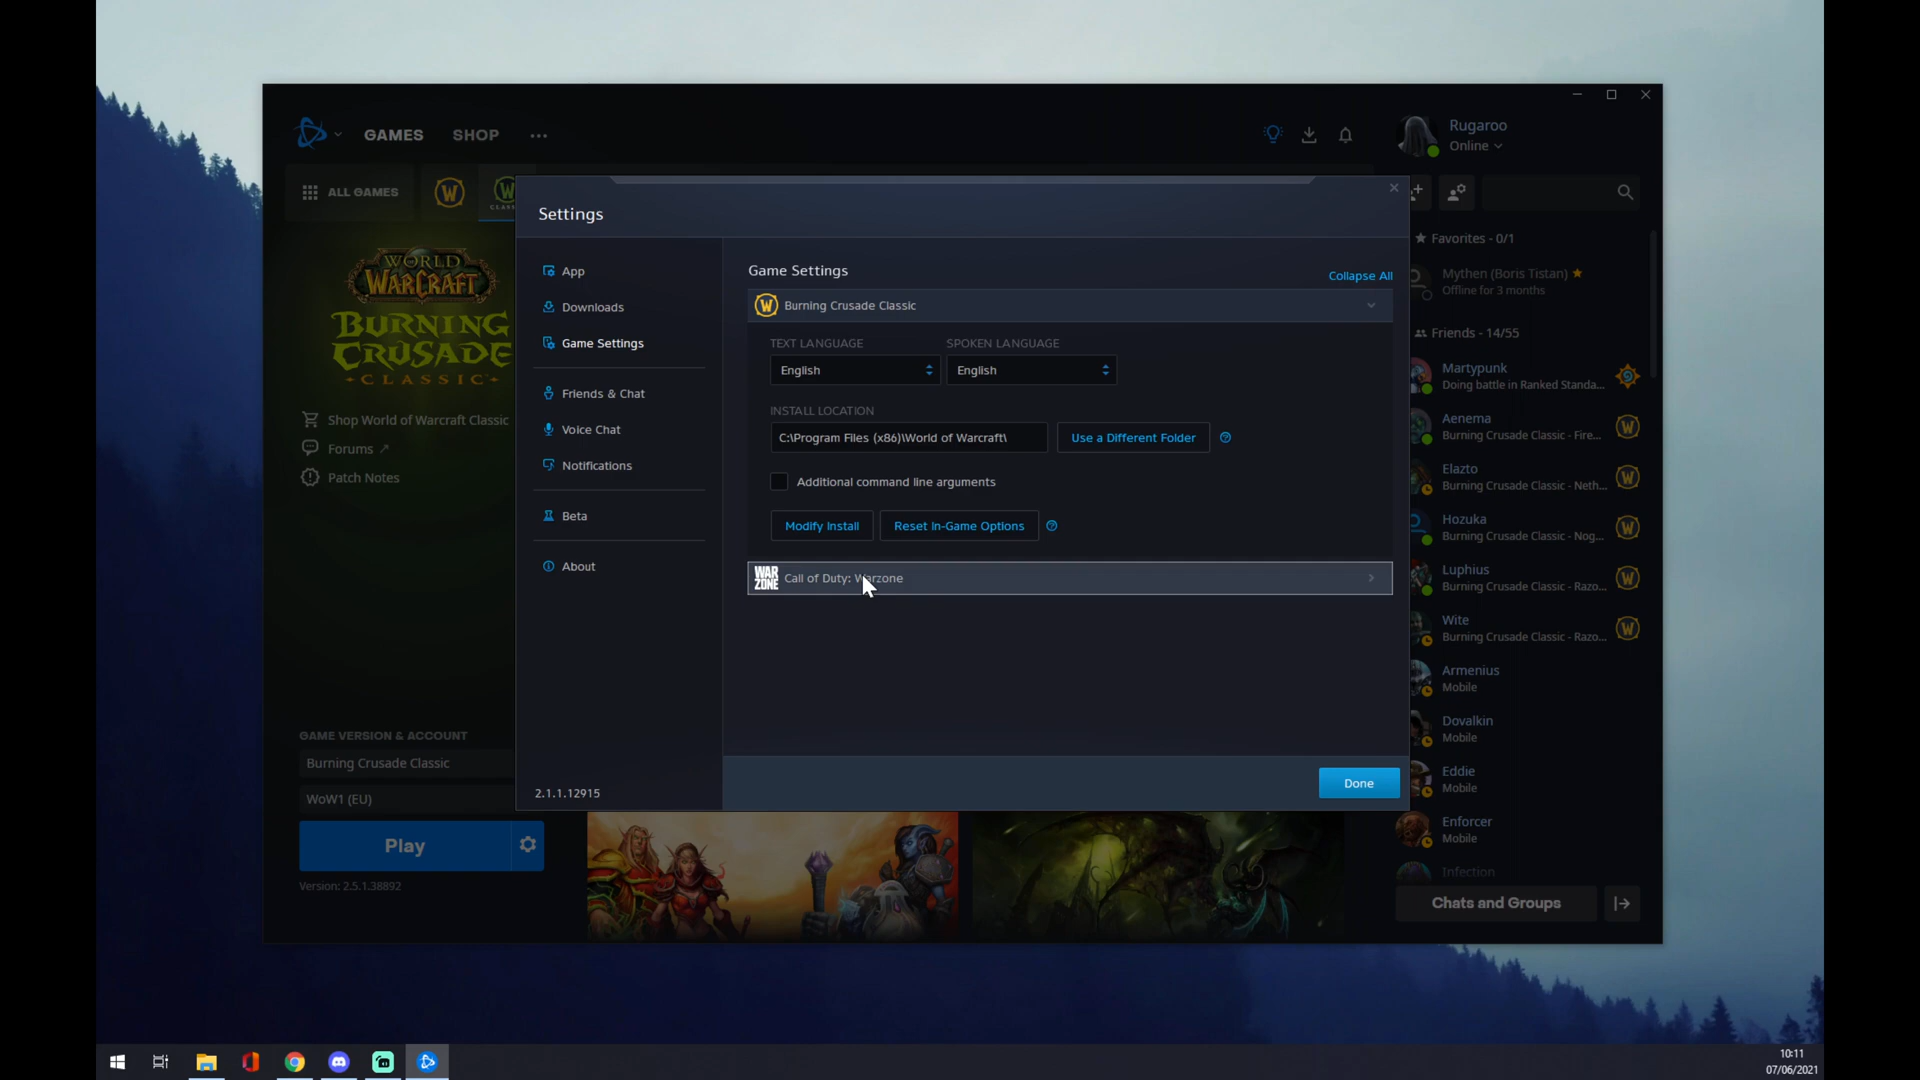 GAMES
SHOP
Rugaroo
Online
ALL GAMES
W
W
CLASS
Settings
WORLD
WARCRAFT
BURNING
CRUSADE
CLASSIC
Shop World of Warcraft Classic
Forums
Patch Notes
GAME VERSION & ACCOUNT
Burning Crusade Classic
WoW1 (EU)
Play
Version: 2.5.1.38892
App
Downloads
Game Settings
Friends & Chat
Voice Chat
Notifications
Beta
About
2.1.1.12915
Game Settings
Collapse All
Burning Crusade Classic
TEXT LANGUAGE
SPOKEN LANGUAGE
English
English
INSTALL LOCATION
C:\Program Files (x86)\World of Warcraft\
Use a Different Folder
Additional command line arguments
Modify Install
Reset In-Game Options
WAR
ZONE
Call of Duty: Warzone
Done
Favorites - 0/1
Mythen (Boris Tistan)
Offline for 3 months
Friends - 14/55
Martypunk
Doing battle in Ranked Standa...
Aenema
Burning Crusade Classic - Fire...
Elazto
Burning Crusade Classic - Neth...
Hozuka
Burning Crusade Classic - Nog...
Luphius
Burning Crusade Classic - Razo...
Wite
Burning Crusade Classic - Razo...
Armenius
Mobile
Dovalkin
Mobile
Eddie
Mobile
Enforcer
Mobile
Infection
Chats and Groups
10:11
07/06/2021